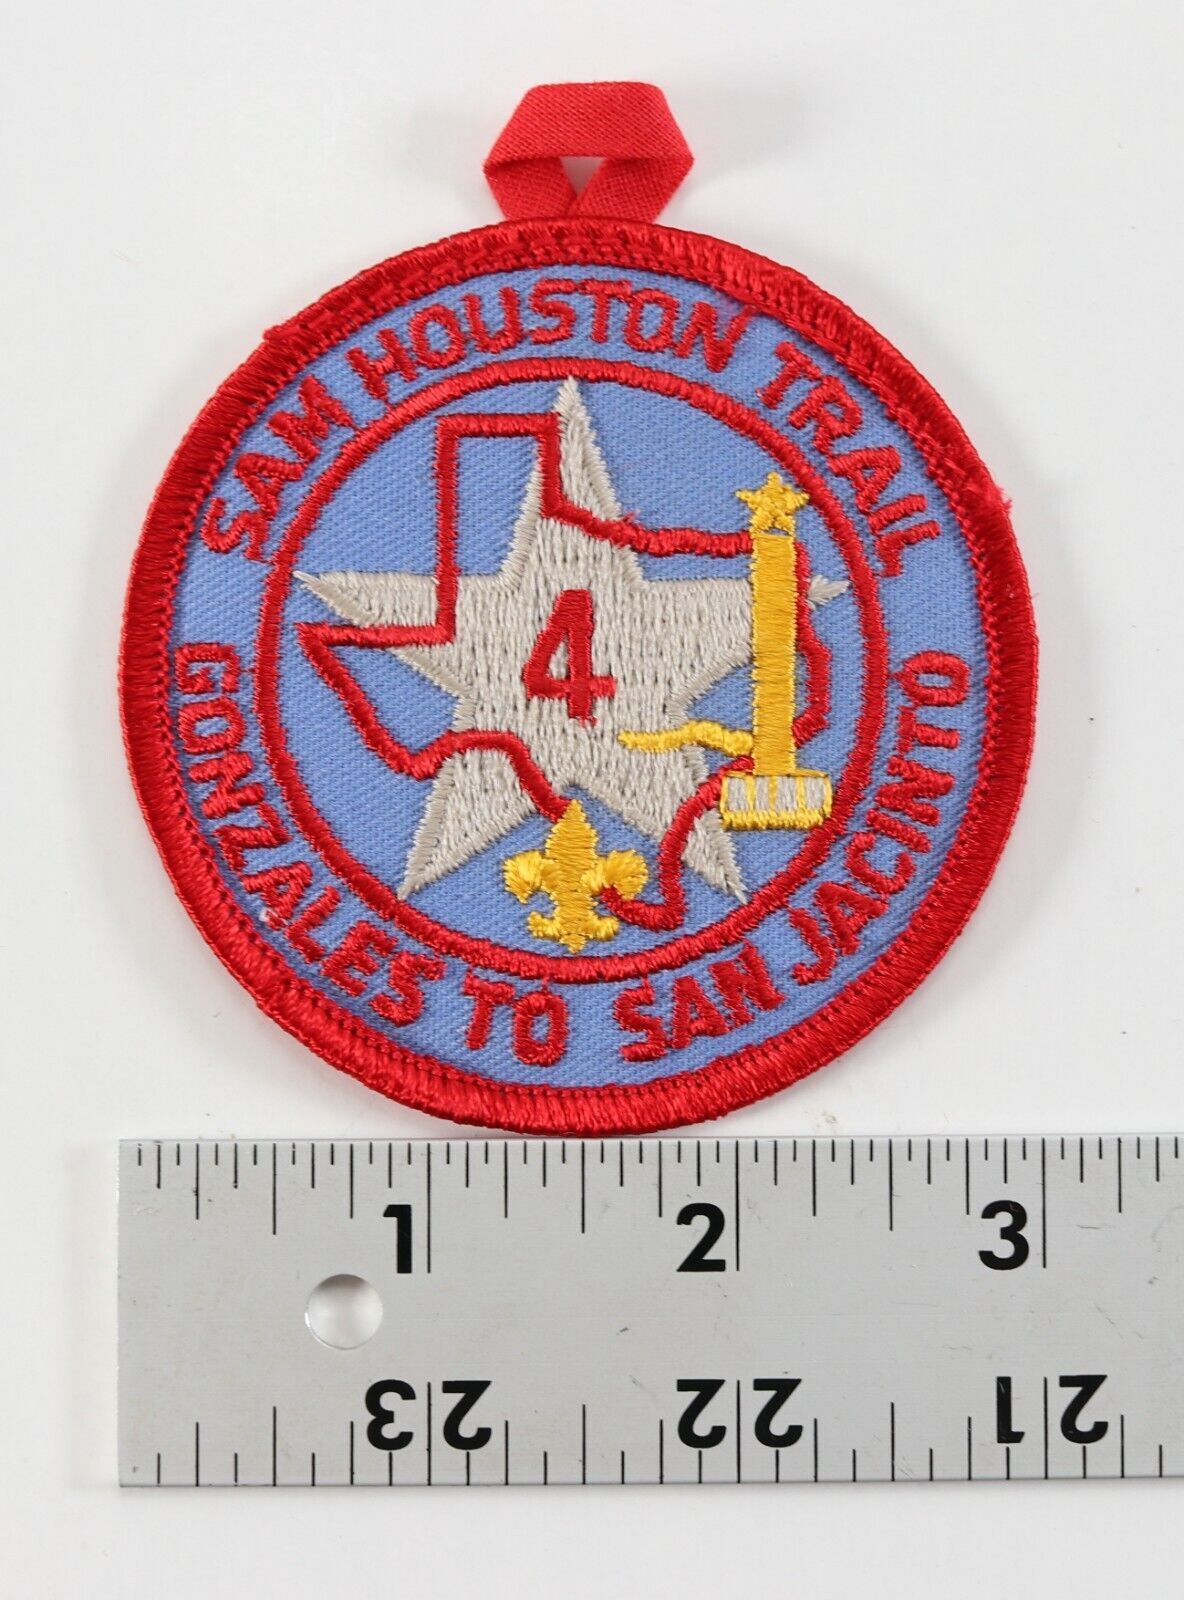 SAM HOUSTON TRAIL
4
GONZALES TO SAN JACINTO
1 2 3
23 22 21